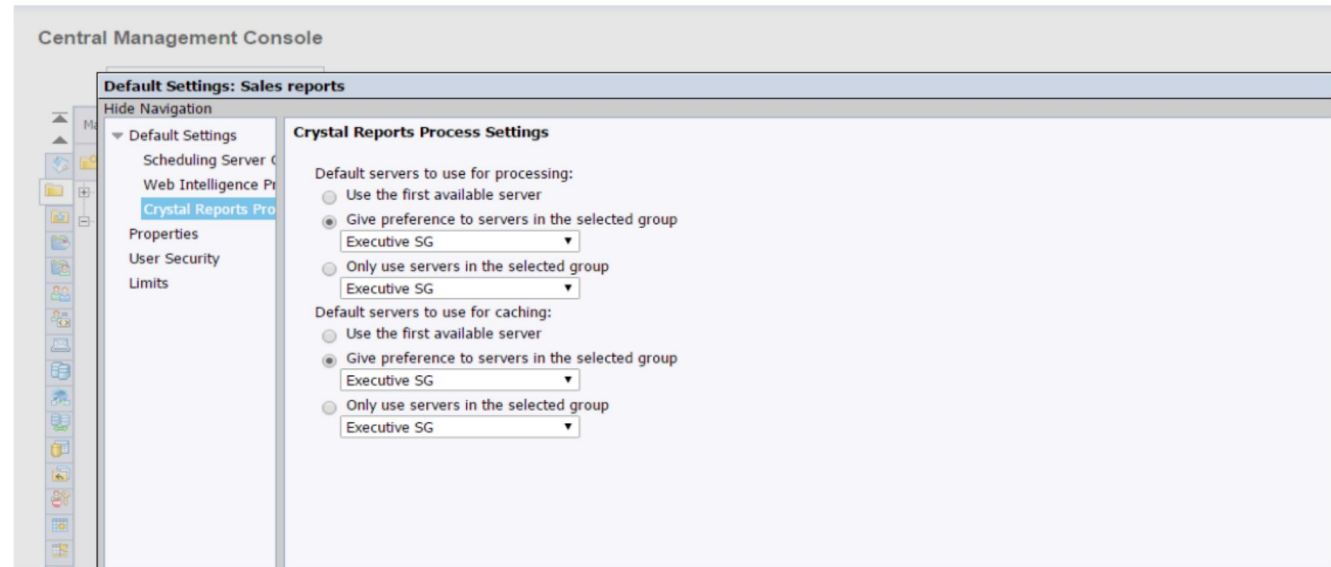 Central Management Console
Default Settings: Sales reports
Hide Navigation
Ma
Default Settings
Scheduling Server
Web Intelligence Pr
Crystal Reports Pro
Properties
User Security
Limits
Crystal Reports Process Settings
Default servers to use for processing:
Use the first available server
Give preference to servers in the selected group
Executive SG
Only use servers in the selected group
Executive SG
Default servers to use for caching:
Use the first available server
Give preference to servers in the selected group
Executive SG
Only use servers in the selected group
Executive SG